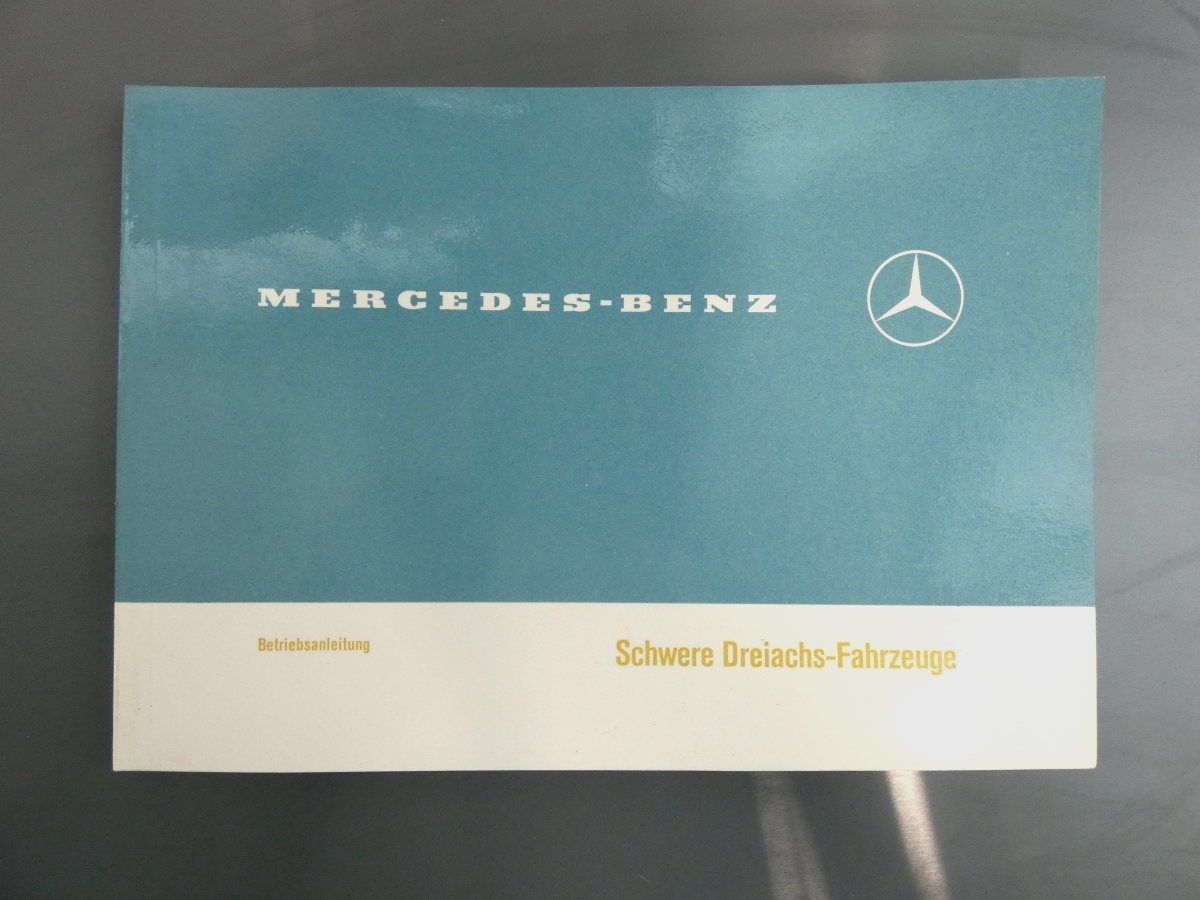 MERCEDES-BENZ
Betriebsanleitung
Schwere Dreiachs-Fahrzeuge